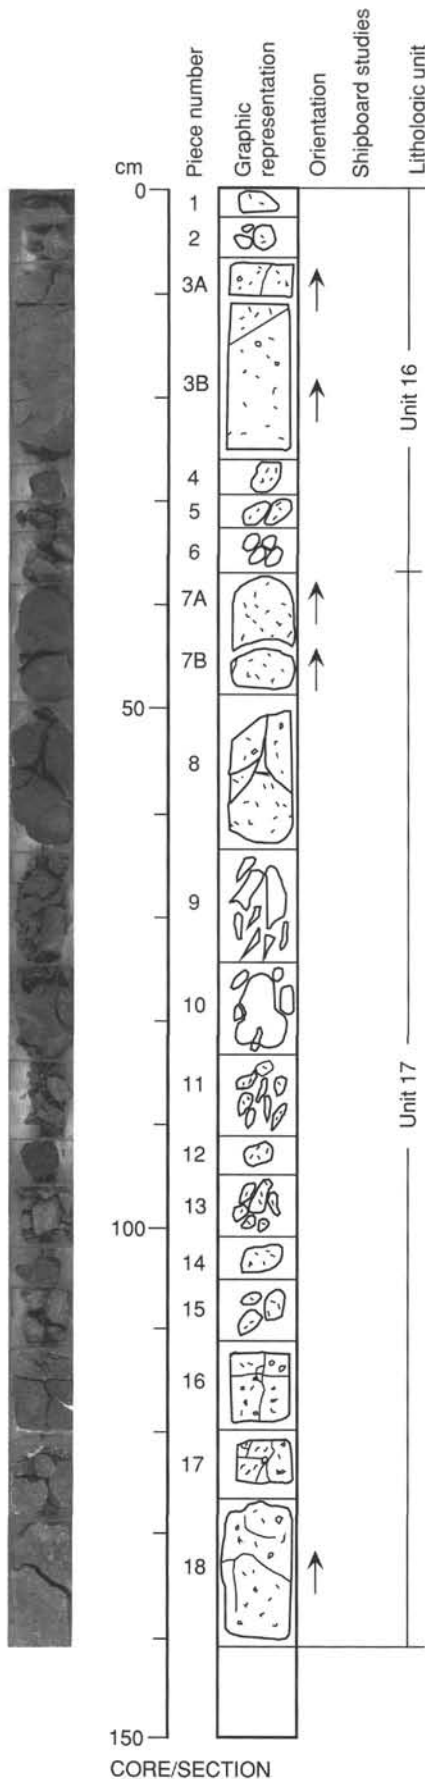 cm
Piece number
Graphic
representation
Orientation
Shipboard studies
Lithologic unit
0
1
2
3A
3B
Unit 16
4
5
6
7A
7B
50
8
9
10
11
Unit 17
12
13
100
14
15
16
17
18
150
CORE/SECTION